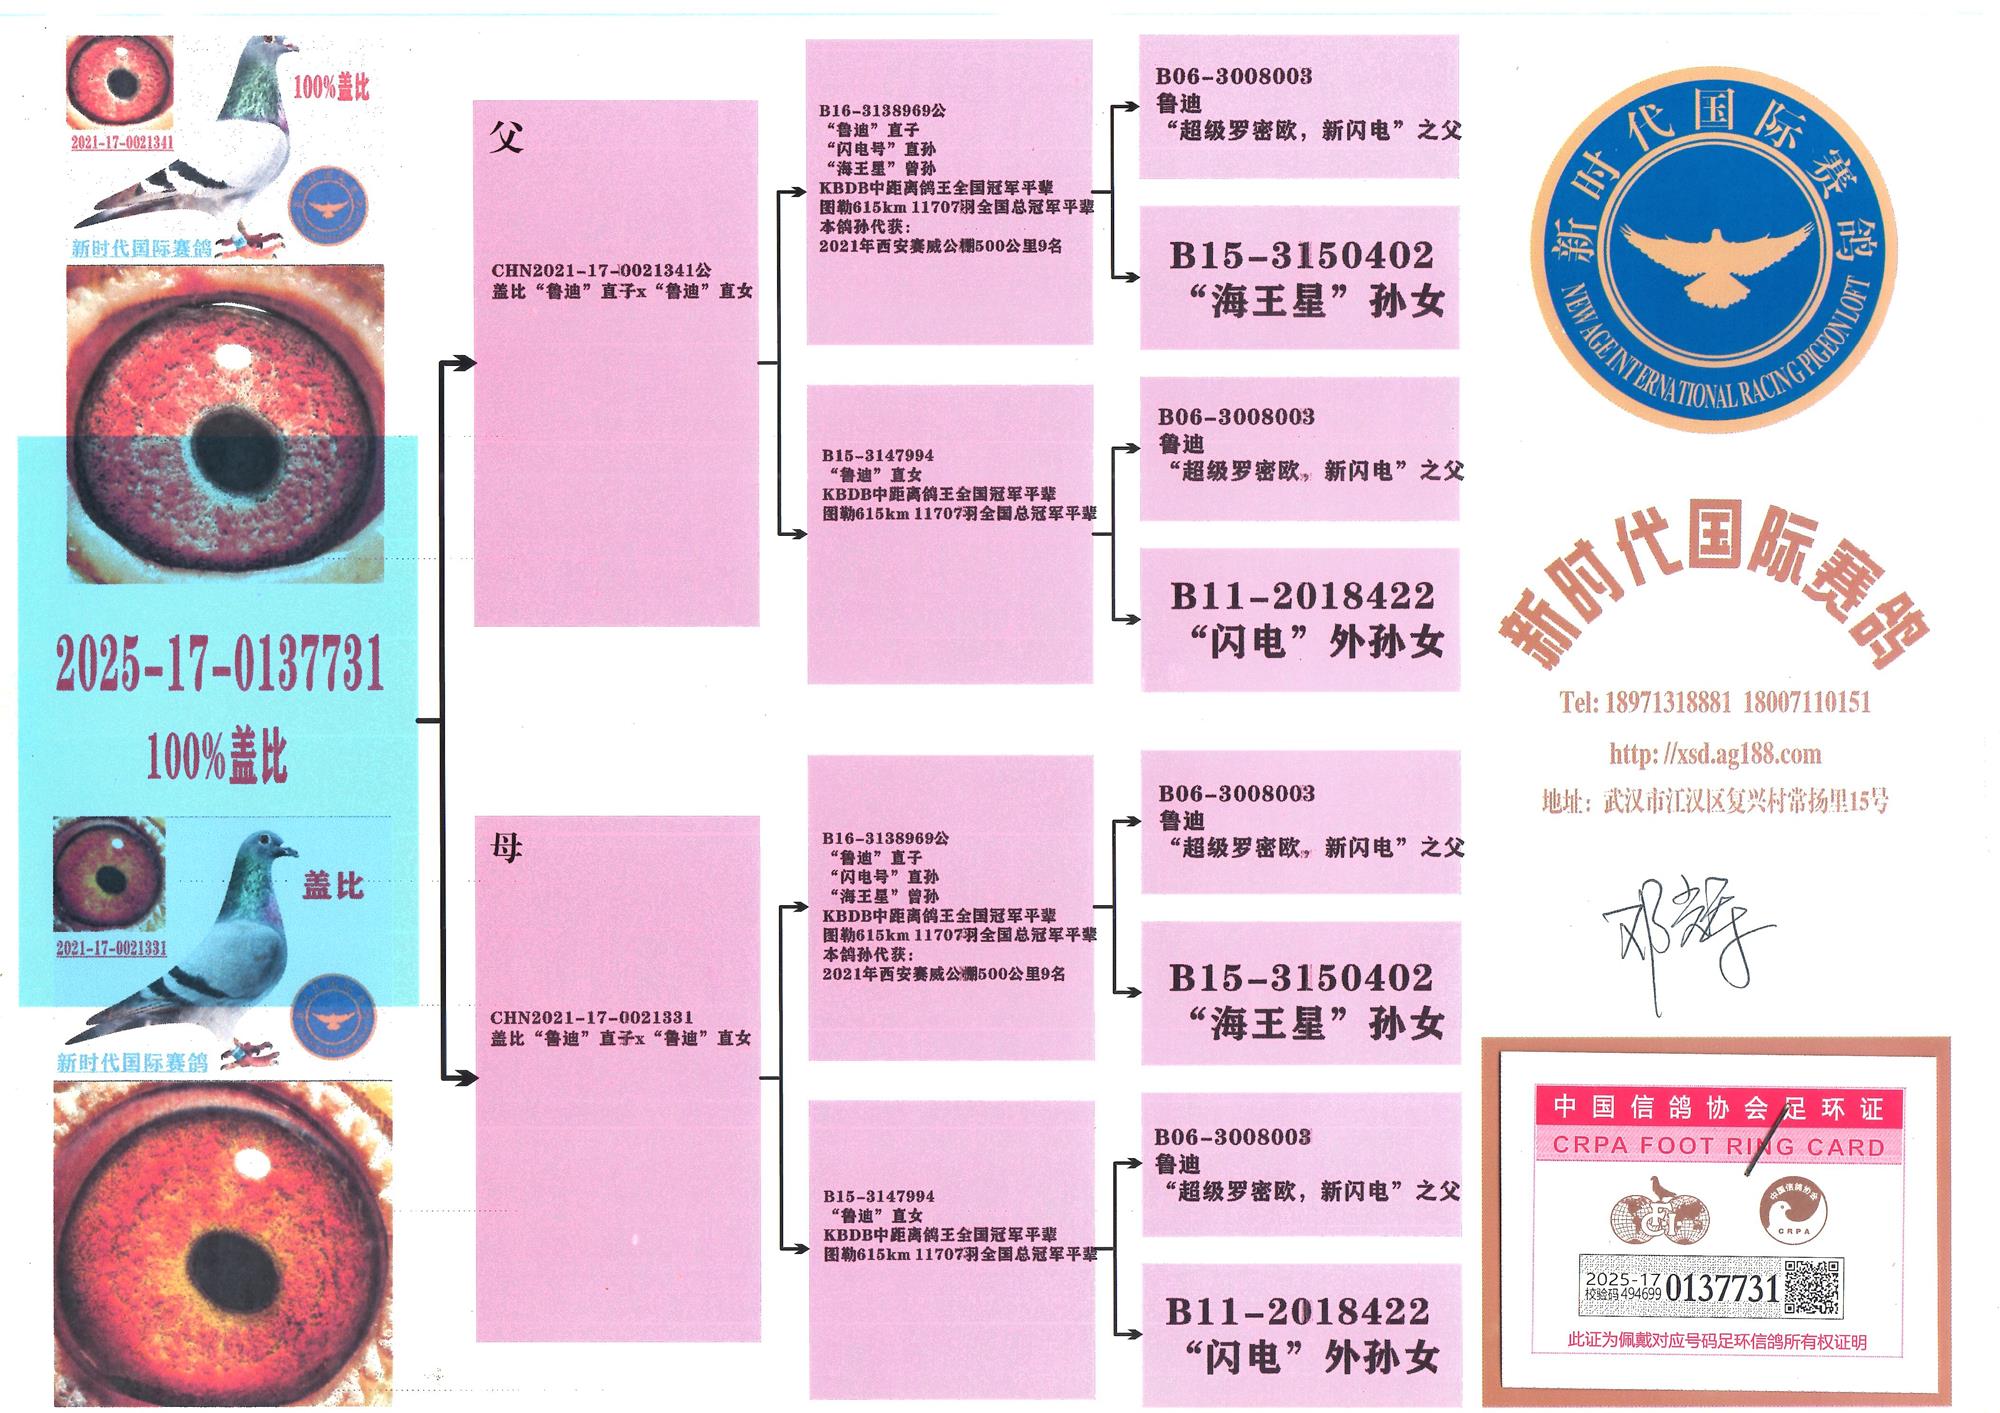 100%盖比
2021-17-0021341
新时代国际赛鸽
2025-17-0137731
100%盖比
盖比
2021-17-0021331
新时代国际赛鸽
父
CHN2021-17-0021341公
盖比“鲁迪”直子x“鲁迪”直女
母
CHN2021-17-0021331
盖比“鲁迪”直子x“鲁迪”直女
B16-3138969公
“鲁迪”直子
“闪电号”直孙
“海王星”曾孙
KBDB中距离鸽王全国冠军平辈
图勒615km 11707羽全国总冠军平辈
本鸽孙代获：
2021年西安赛威公棚500公里9名
B15-3147994
“鲁迪”直女
KBDB中距离鸽王全国冠军平辈
图勒615km 11707羽全国总冠军平辈
B16-3138969公
“鲁迪”直子
“闪电号”直孙
“海王星”曾孙
KBDB中距离鸽王全国冠军平辈
图勒615km 11707羽全国总冠军平辈
本鸽孙代获：
2021年西安赛威公棚500公里9名
B15-3147994
“鲁迪”直女
KBDB中距离鸽王全国冠军平辈
图勒615km 11707羽全国总冠军平辈
B06-3008003
鲁迪
“超级罗密欧，新闪电”之父
B15-3150402
“海王星”孙女
B06-3008003
鲁迪
“超级罗密欧，新闪电”之父
B11-2018422
“闪电”外孙女
B06-3008003
鲁迪
“超级罗密欧，新闪电”之父
B15-3150402
“海王星”孙女
B06-3008003
鲁迪
“超级罗密欧，新闪电”之父
B11-2018422
“闪电”外孙女
新时代国际赛鸽
NEW AGE INTERNATIONAL RACING PIGEON LOFT
新时代国际赛鸽
Tel: 18971318881 18007110151
http: //xsd.ag188.com
地址：武汉市江汉区复兴村常扬里15号
中国信鸽协会足环证
CRPA FOOT RING CARD
中国信鸽协会
CRPA
2025-17
校验码 494699
0137731
此证为佩戴对应号码足环信鸽所有权证明